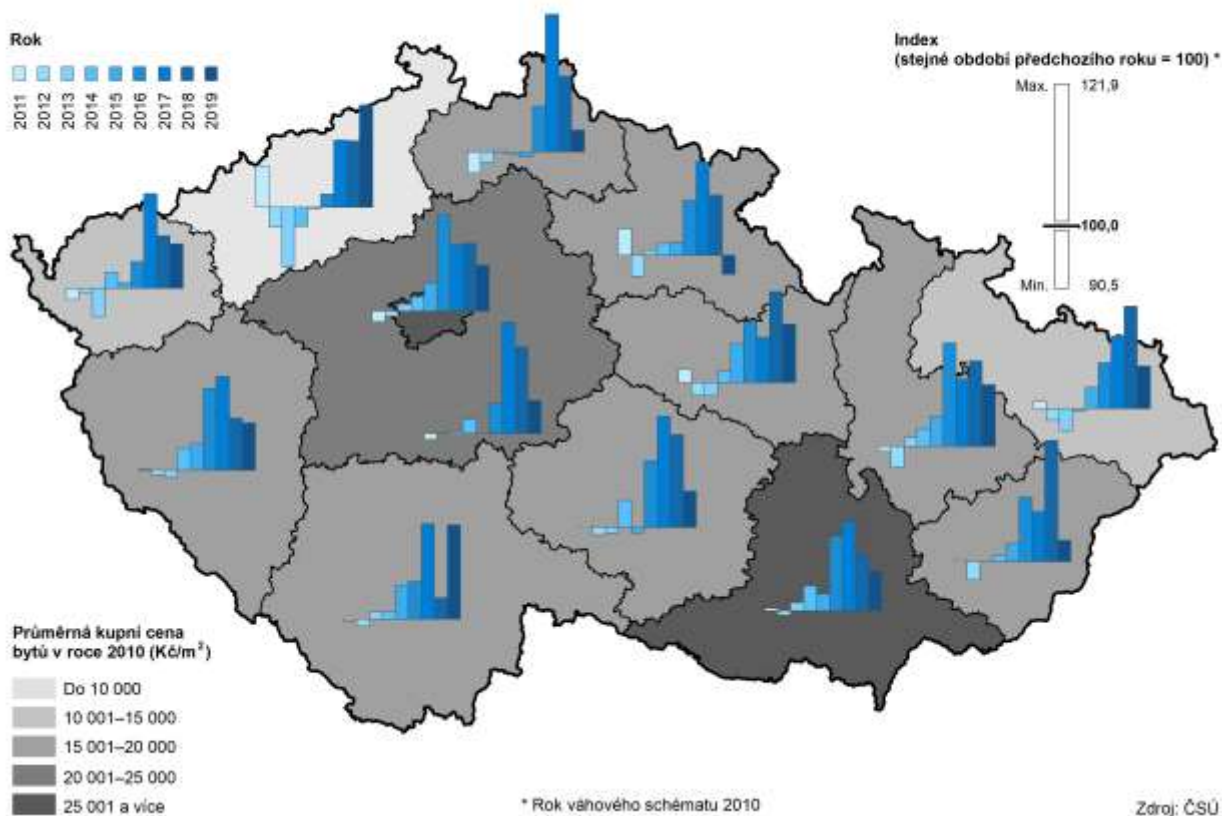 Rok
2011
2012
2013
2014
2015
2016
2017
2018
2019
Index
(stejné období předchozího roku = 100) *
Max. 121,9
100,0
Min. 90,5
Průměrná kupní cena
bytů v roce 2010 (Kč/m²)
Do 10 000
10 001–15 000
15 001–20 000
20 001–25 000
25 001 a více
* Rok váhového schématu 2010
Zdroj: ČSÚ